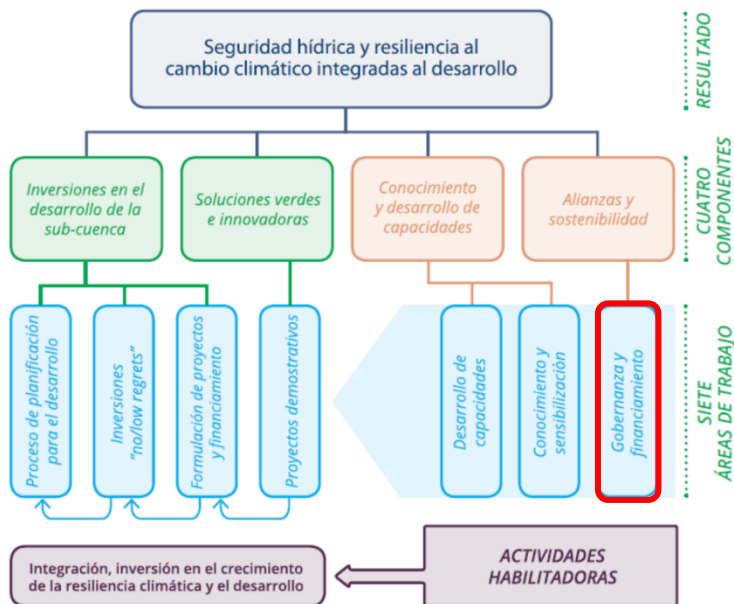 Seguridad hídrica y resiliencia al
cambio climático integradas al desarrollo
RESULTADO
Inversiones en el
desarrollo de la
sub-cuenca
Soluciones verdes
e innovadoras
Conocimiento
y desarrollo de
capacidades
Alianzas y
sostenibilidad
CUATRO
COMPONENTES
Proceso de planificación
para el desarrollo
Inversiones
“no/low regrets”
Formulación de proyectos
y financiamiento
Proyectos demostrativos
Desarrollo de
capacidades
Conocimiento y
sensibilizaciòn
Gobernanza y
financiamiento
SIETE
ÁREAS DE TRABAJO
Integración, inversión en el crecimiento
de la resiliencia climática y el desarrollo
ACTIVIDADES
HABILITADORAS